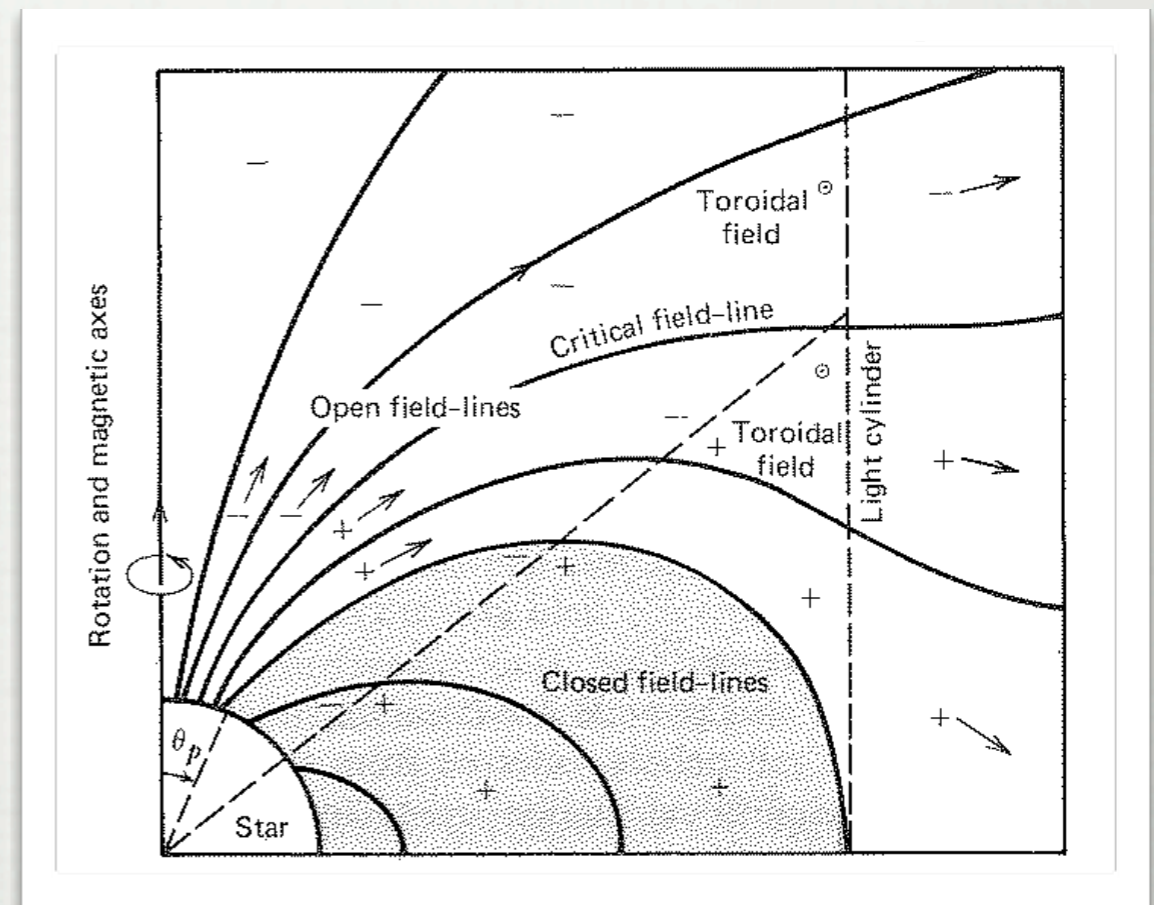 Rotation and magnetic axes
Toroidal
field
Critical field-line
Open field-lines
Toroidal
field
Light cylinder
Closed field-lines
θp
Star